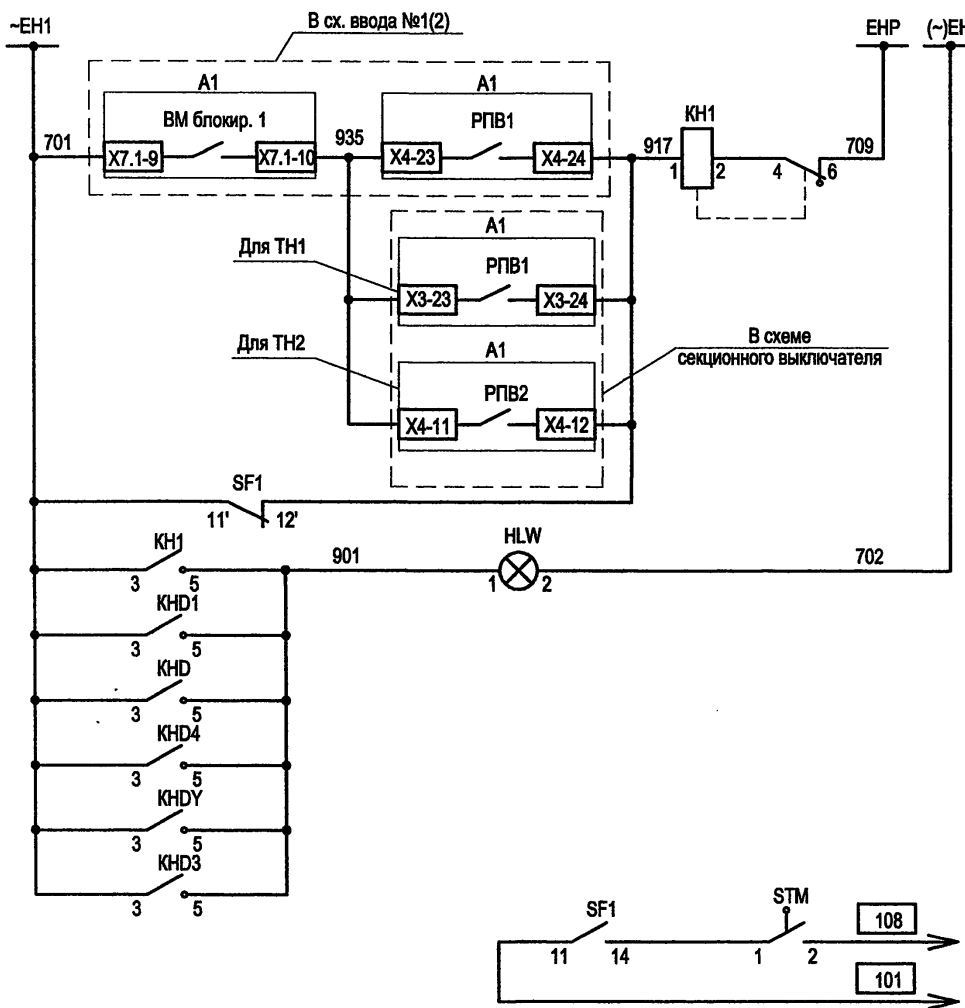 ~EH1
В сх. ввода №1(2)
EHP
(~)EH
A1
A1
ВМ блокир. 1
РПВ1
KH1
701
X7.1-9
X7.1-10
935
X4-23
X4-24
917
1
2
4
6
709
A1
Для ТН1
РПВ1
X3-23
X3-24
Для ТН2
A1
В схеме
секционного выключателя
РПВ2
X4-11
X4-12
SF1
11'
12'
KH1
3
5
901
HLW
1
2
702
KHD1
3
5
KHD
3
5
KHD4
3
5
KHDY
3
5
KHD3
3
5
SF1
STM
108
11
14
1
2
101